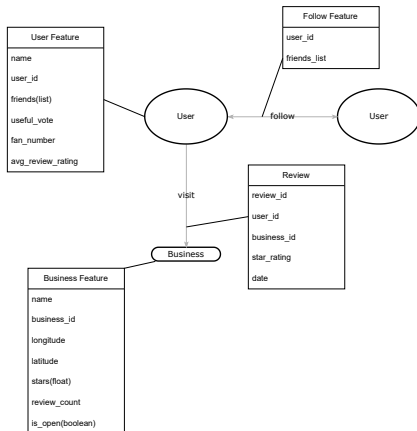 Follow Feature
user_id
friends_list
User Feature
name
user_id
friends(list)
useful_vote
fan_number
avg_review_rating
User
follow
User
visit
Review
review_id
user_id
business_id
star_rating
date
Business
Business Feature
name
business_id
longitude
latitude
stars(float)
review_count
is_open(boolean)